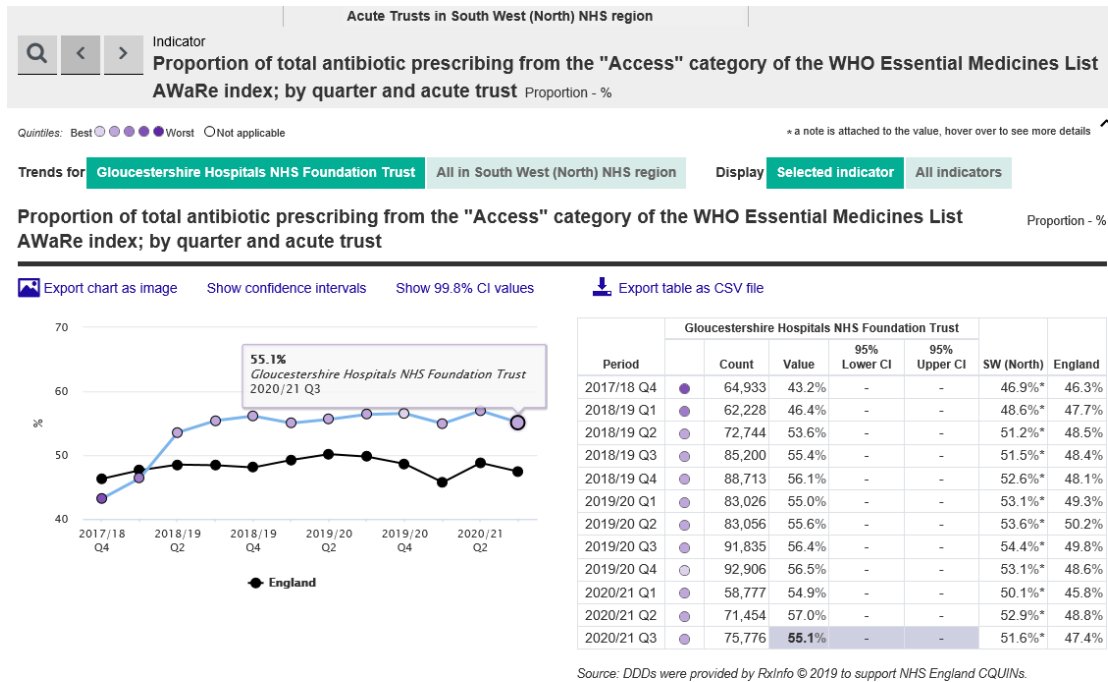 Acute Trusts in South West (North) NHS region
Indicator
Proportion of total antibiotic prescribing from the "Access" category of the WHO Essential Medicines List
AWaRe index; by quarter and acute trust Proportion - %
Quintiles: Best Worst Not applicable
* a note is attached to the value, hover over to see more details
Trends for Gloucestershire Hospitals NHS Foundation Trust All in South West (North) NHS region Display Selected indicator All indicators
Proportion of total antibiotic prescribing from the "Access" category of the WHO Essential Medicines List
AWaRe index; by quarter and acute trust
Proportion - %
Export chart as image Show confidence intervals Show 99.8% CI values
Export table as CSV file
70
60
50
40
%
55.1%
Gloucestershire Hospitals NHS Foundation Trust
2020/21 Q3
2017/18 2018/19 2018/19 2019/20 2019/20 2020/21
Q4 Q2 Q4 Q2 Q4 Q2
England
Gloucestershire Hospitals NHS Foundation Trust
95% 95%
Period Count Value Lower CI Upper CI SW (North) England
2017/18 Q4 64,933 43.2% - - 46.9%* 46.3%
2018/19 Q1 62,228 46.4% - - 48.6%* 47.7%
2018/19 Q2 72,744 53.6% - - 51.2%* 48.5%
2018/19 Q3 85,200 55.4% - - 51.5%* 48.4%
2018/19 Q4 88,713 56.1% - - 52.6%* 48.1%
2019/20 Q1 83,026 55.0% - - 53.1%* 49.3%
2019/20 Q2 83,056 55.6% - - 53.6%* 50.2%
2019/20 Q3 91,835 56.4% - - 54.4%* 49.8%
2019/20 Q4 92,906 56.5% - - 53.1%* 48.6%
2020/21 Q1 58,777 54.9% - - 50.1%* 45.8%
2020/21 Q2 71,454 57.0% - - 52.9%* 48.8%
2020/21 Q3 75,776 55.1% - - 51.6%* 47.4%
Source: DDDs were provided by RxInfo © 2019 to support NHS England CQUINs.